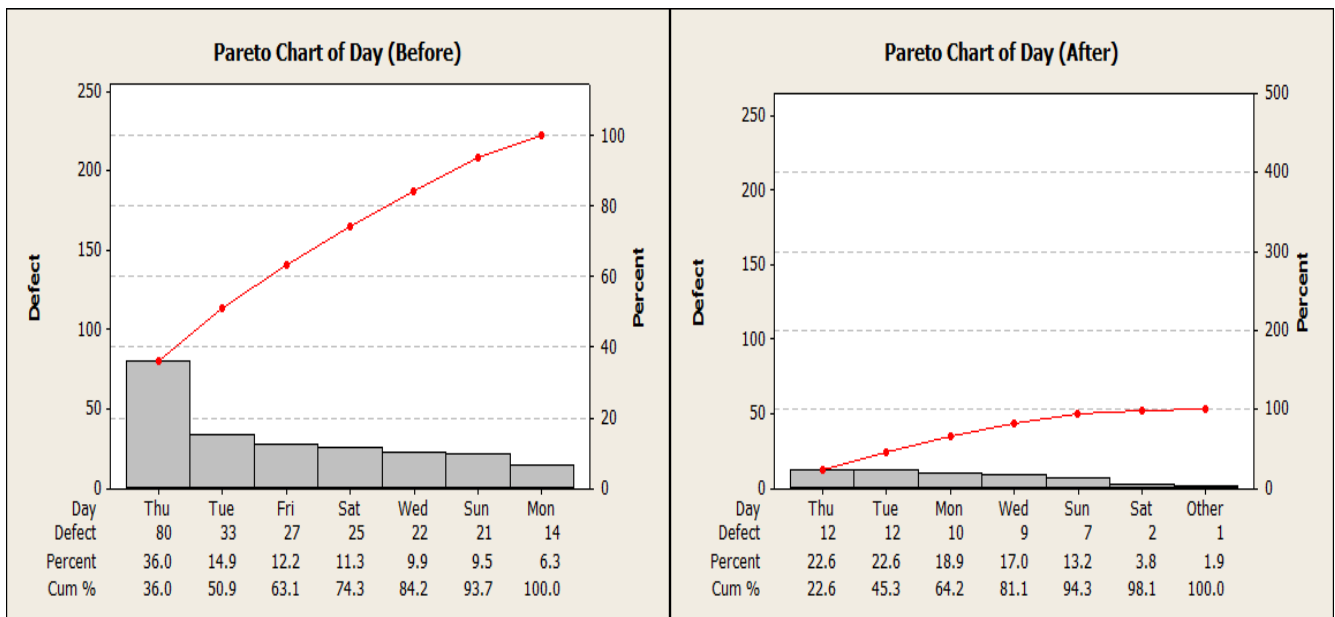 Pareto Chart of Day (Before)
250
200
150
100
50
0
Defect
100
80
60
40
20
0
Percent
Day Thu Tue Fri Sat Wed Sun Mon
Defect 80 33 27 25 22 21 14
Percent 36.0 14.9 12.2 11.3 9.9 9.5 6.3
Cum % 36.0 50.9 63.1 74.3 84.2 93.7 100.0
Pareto Chart of Day (After)
250
200
150
100
50
0
Defect
500
400
300
200
100
0
Percent
Day Thu Tue Mon Wed Sun Sat Other
Defect 12 12 10 9 7 2 1
Percent 22.6 22.6 18.9 17.0 13.2 3.8 1.9
Cum % 22.6 45.3 64.2 81.1 94.3 98.1 100.0